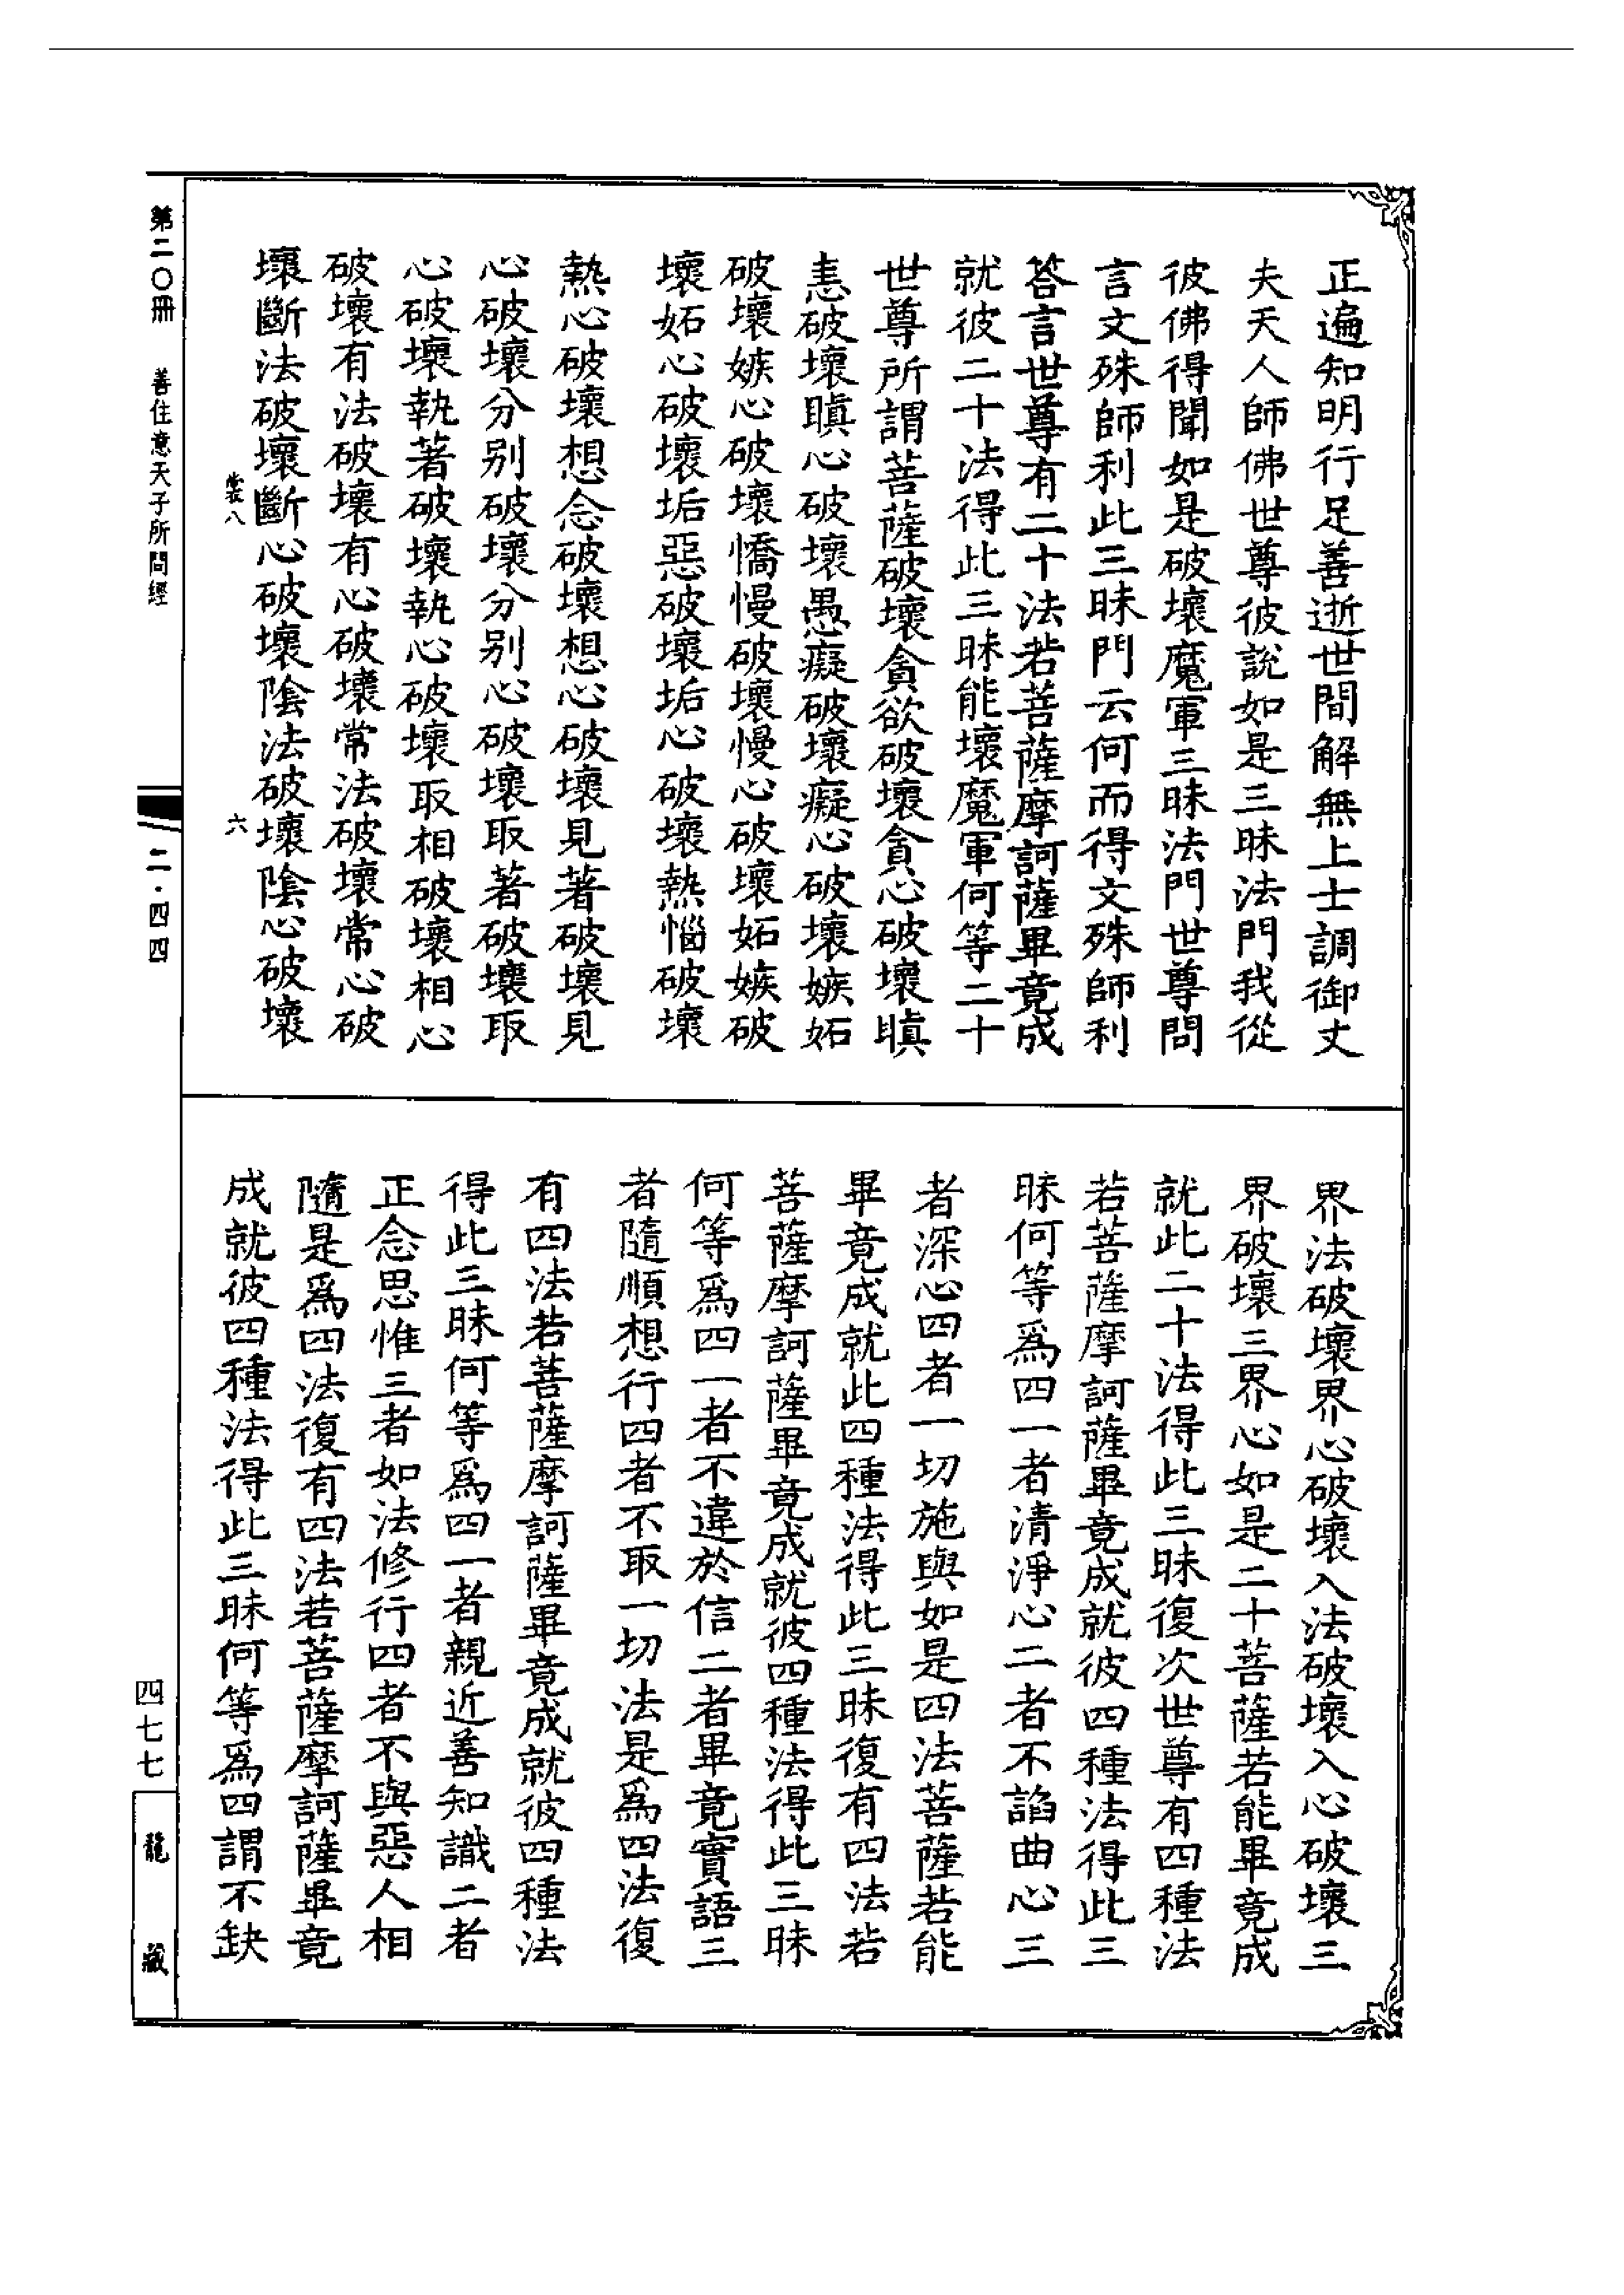 正遍知明行足善逝世間解無上士調御丈
夫天人師佛世尊彼說如是三昧法門我從
彼佛得聞如是破壞魔軍三昧法門世尊問
言文殊師利此三昧門云何而得文殊師利
答言世尊有二十法若菩薩摩訶薩畢竟成
就彼二十法得此三昧能壞魔軍何等二十
世尊所謂菩薩破壞貪欲破壞貪心破壞瞋
恚破壞瞋心破壞愚癡破壞癡心破壞嫉妬
破壞嫉心破壞憍慢破壞慢心破壞妬嫉破
壞妬心破壞垢惡破壞垢心破壞熱惱破壞
熱心破壞想念破壞想心破壞見著破壞見
心破壞分别破壞分别心破壞取著破壞取
心破壞執著破壞執心破壞取相破壞相心
破壞有法破壞有心破壞常法破壞常心破
壞斷法破壞斷心破壞陰法破壞陰心破壞
裳八 六
界法破壞界心破壞入法破壞入心破壞三
界破壞三界心如是二十菩薩若能畢竟成
就此二十法得此三昧復次世尊有四種法
若菩薩摩訶薩畢竟成就彼四種法得此三
昧何等爲四一者清淨心二者不諂曲心三
者深心四者一切施與如是四法菩薩若能
畢竟成就此四種法得此三昧復有四法若
菩薩摩訶薩畢竟成就彼四種法得此三昧
何等爲四一者不違於信二者畢竟實語三
者隨順想行四者不取一切法是爲四法復
有四法若菩薩摩訶薩畢竟成就彼四種法
得此三昧何等爲四一者親近善知識二者
正念思惟三者如法修行四者不與惡人相
隨是爲四法復有四法若菩薩摩訶薩畢竟
成就彼四種法得此三昧何等爲四謂不缺
第二〇冊 善住意天子所問經
二·四四
四七七
龍藏